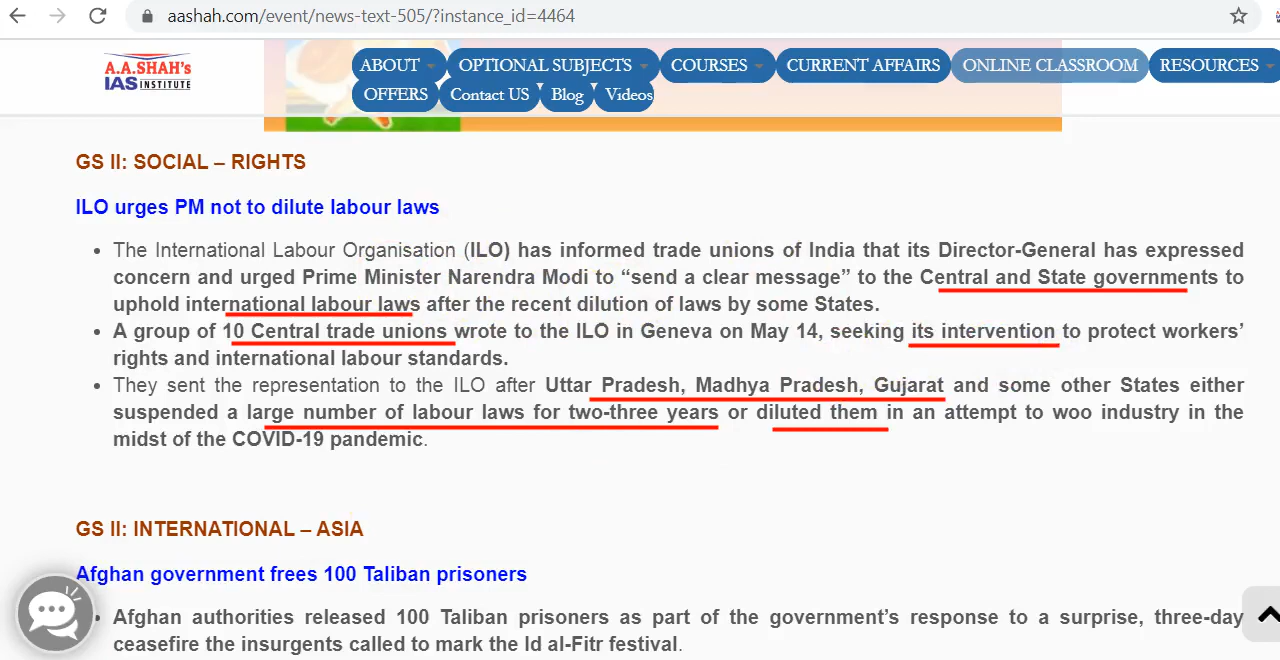 aashah.com/event/news-text-505/?instance_id=4464
A.A.SHAH's
IAS INSTITUTE
ABOUT OPTIONAL SUBJECTS COURSES CURRENT AFFAIRS ONLINE CLASSROOM RESOURCES
OFFERS Contact US Blog Videos
GS II: SOCIAL – RIGHTS
ILO urges PM not to dilute labour laws
• The International Labour Organisation (ILO) has informed trade unions of India that its Director-General has expressed
concern and urged Prime Minister Narendra Modi to “send a clear message” to the Central and State governments to
uphold international labour laws after the recent dilution of laws by some States.
• A group of 10 Central trade unions wrote to the ILO in Geneva on May 14, seeking its intervention to protect workers’
rights and international labour standards.
• They sent the representation to the ILO after Uttar Pradesh, Madhya Pradesh, Gujarat and some other States either
suspended a large number of labour laws for two-three years or diluted them in an attempt to woo industry in the
midst of the COVID-19 pandemic.
GS II: INTERNATIONAL – ASIA
Afghan government frees 100 Taliban prisoners
• Afghan authorities released 100 Taliban prisoners as part of the government’s response to a surprise, three-day
ceasefire the insurgents called to mark the Id al-Fitr festival.